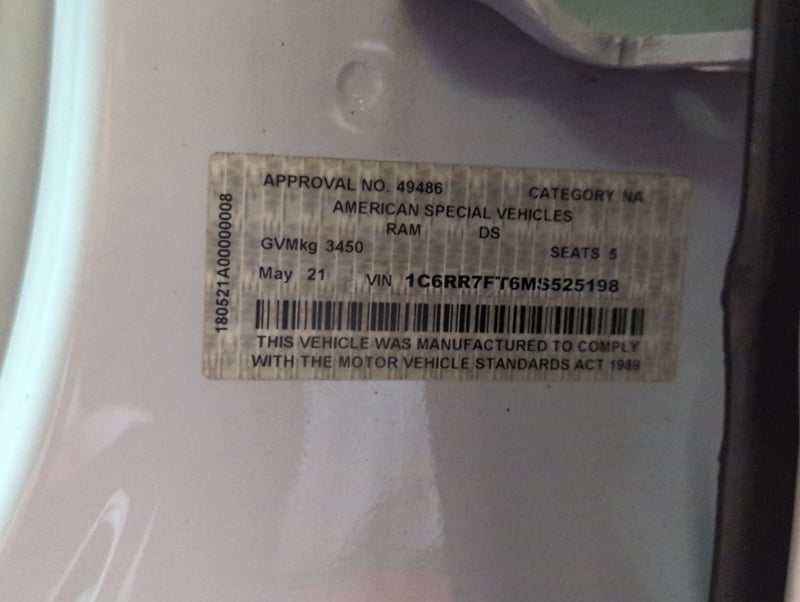 APPROVAL NO. 49486 CATEGORY NA
AMERICAN SPECIAL VEHICLES
RAM DS
GVMkg 3450 SEATS 5
May 21 VIN 1C6RR7FT6MS525198
THIS VEHICLE WAS MANUFACTURED TO COMPLY
WITH THE MOTOR VEHICLE STANDARDS ACT 1989
180521A00000008